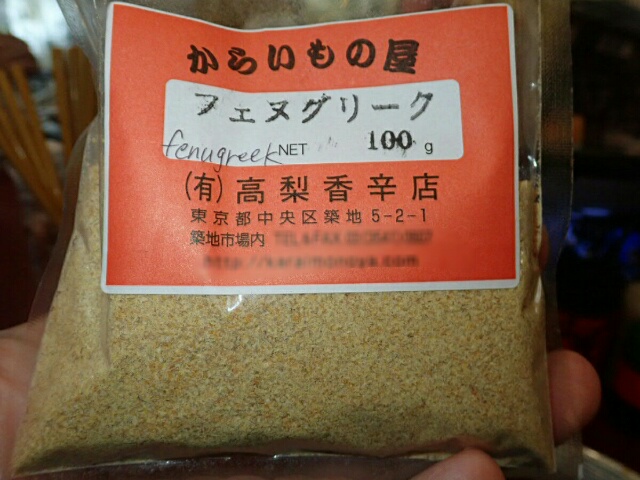 からいもの屋
フェヌグリーク
fenugreek NET 100 g
(有)高梨香辛店
東京都中央区築地5-2-1
築地市場内